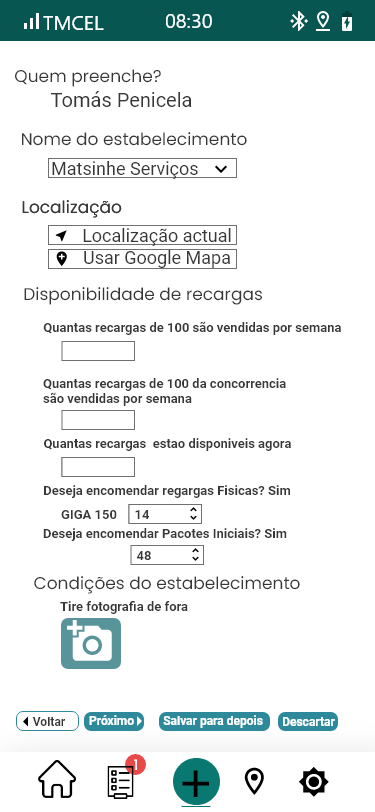 TMCEL 08:30
Quem preenche?
Tomás Penicela
Nome do estabelecimento
Matsinhe Serviços
Localização
Localização actual
Usar Google Mapa
Disponibilidade de recargas
Quantas recargas de 100 são vendidas por semana
Quantas recargas de 100 da concorrencia
são vendidas por semana
Quantas recargas estao disponiveis agora
Deseja encomendar regargas Fisicas? Sim
GIGA 150 14
Deseja encomendar Pacotes Iniciais? Sim
48
Condições do estabelecimento
Tire fotografia de fora
Voltar Próximo Salvar para depois Descartar
1